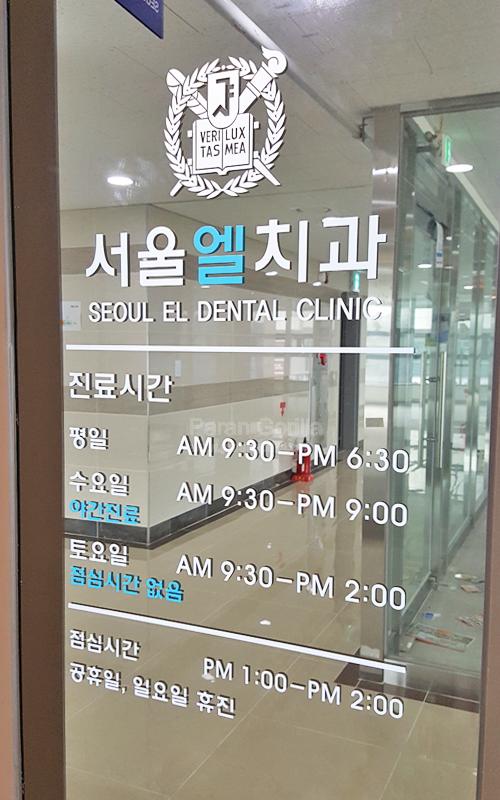 VERI LUX
TAS MEA
서울엘치과
SEOUL EL DENTAL CLINIC
진료시간
평일 AM 9:30-PM 6:30
수요일 AM 9:30-PM 9:00
야간진료
토요일 AM 9:30-PM 2:00
점심시간 없음
점심시간 PM 1:00-PM 2:00
공휴일, 일요일 휴진
Paran Gorilla